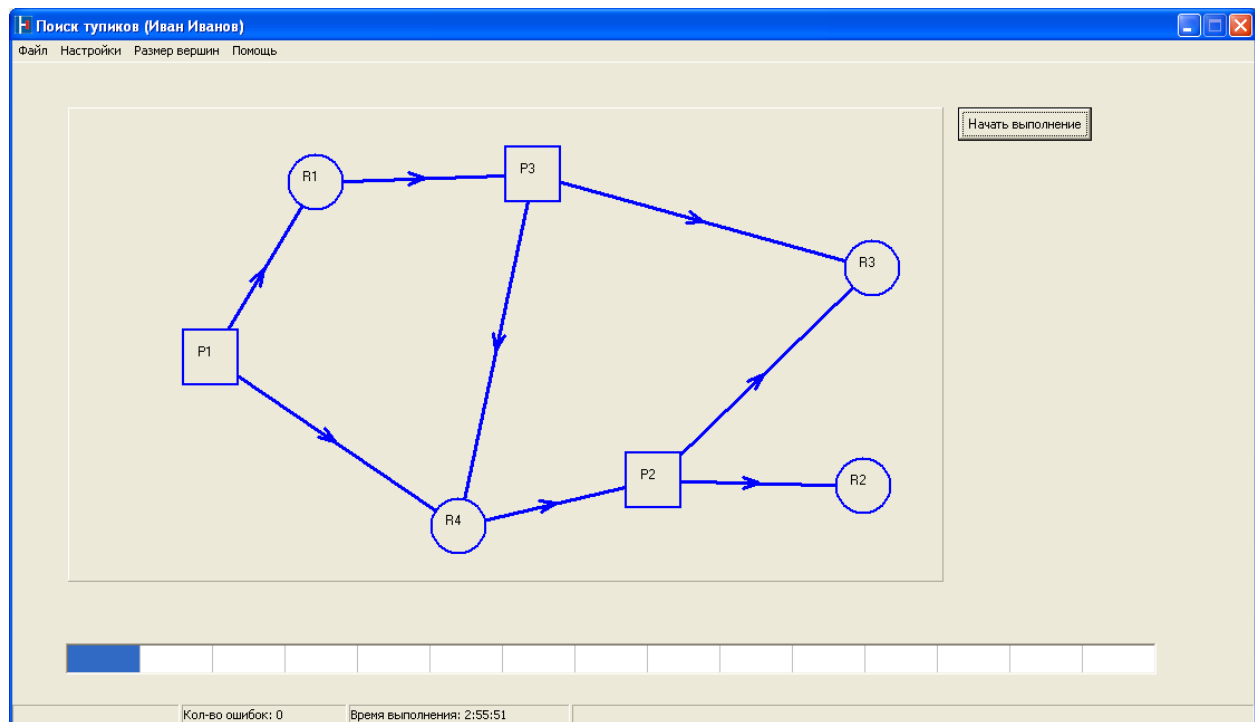 Поиск тупиков (Иван Иванов)
Файл Настройки Размер вершин Помощь
Начать выполнение
R1
P3
R3
P1
P2
R2
R4
Кол-во ошибок: 0 Время выполнения: 2:55:51